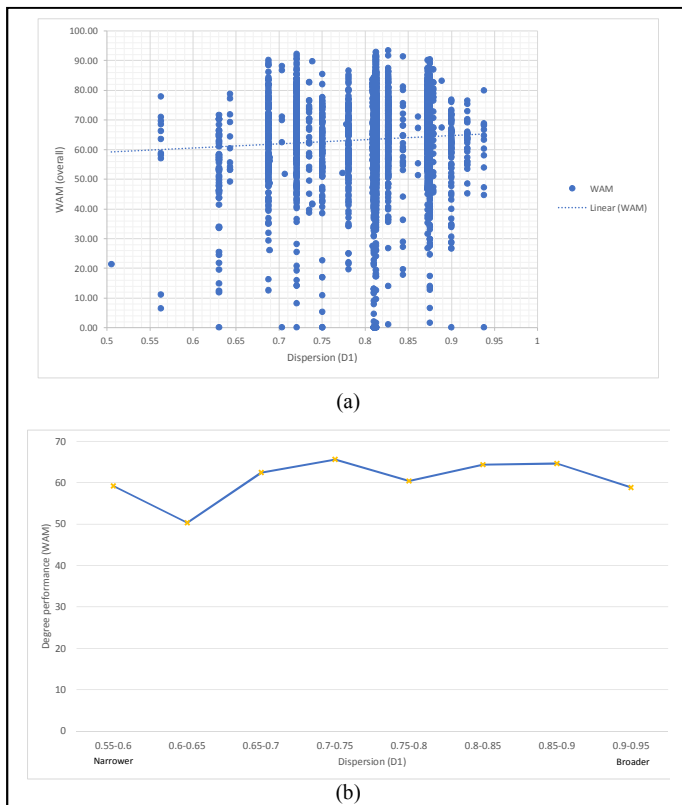 100.00
90.00
80.00
70.00
60.00
50.00
40.00
30.00
20.00
10.00
0.00
WAM (overall)
0.5 0.55 0.6 0.65 0.7 0.75 0.8 0.85 0.9 0.95 1
Dispersion (D1)
WAM
Linear (WAM)
(a)
70
60
50
40
30
20
10
0
Degree performance (WAM)
0.55-0.6 0.6-0.65 0.65-0.7 0.7-0.75 0.75-0.8 0.8-0.85 0.85-0.9 0.9-0.95
Narrower Dispersion (D1) Broader
(b)